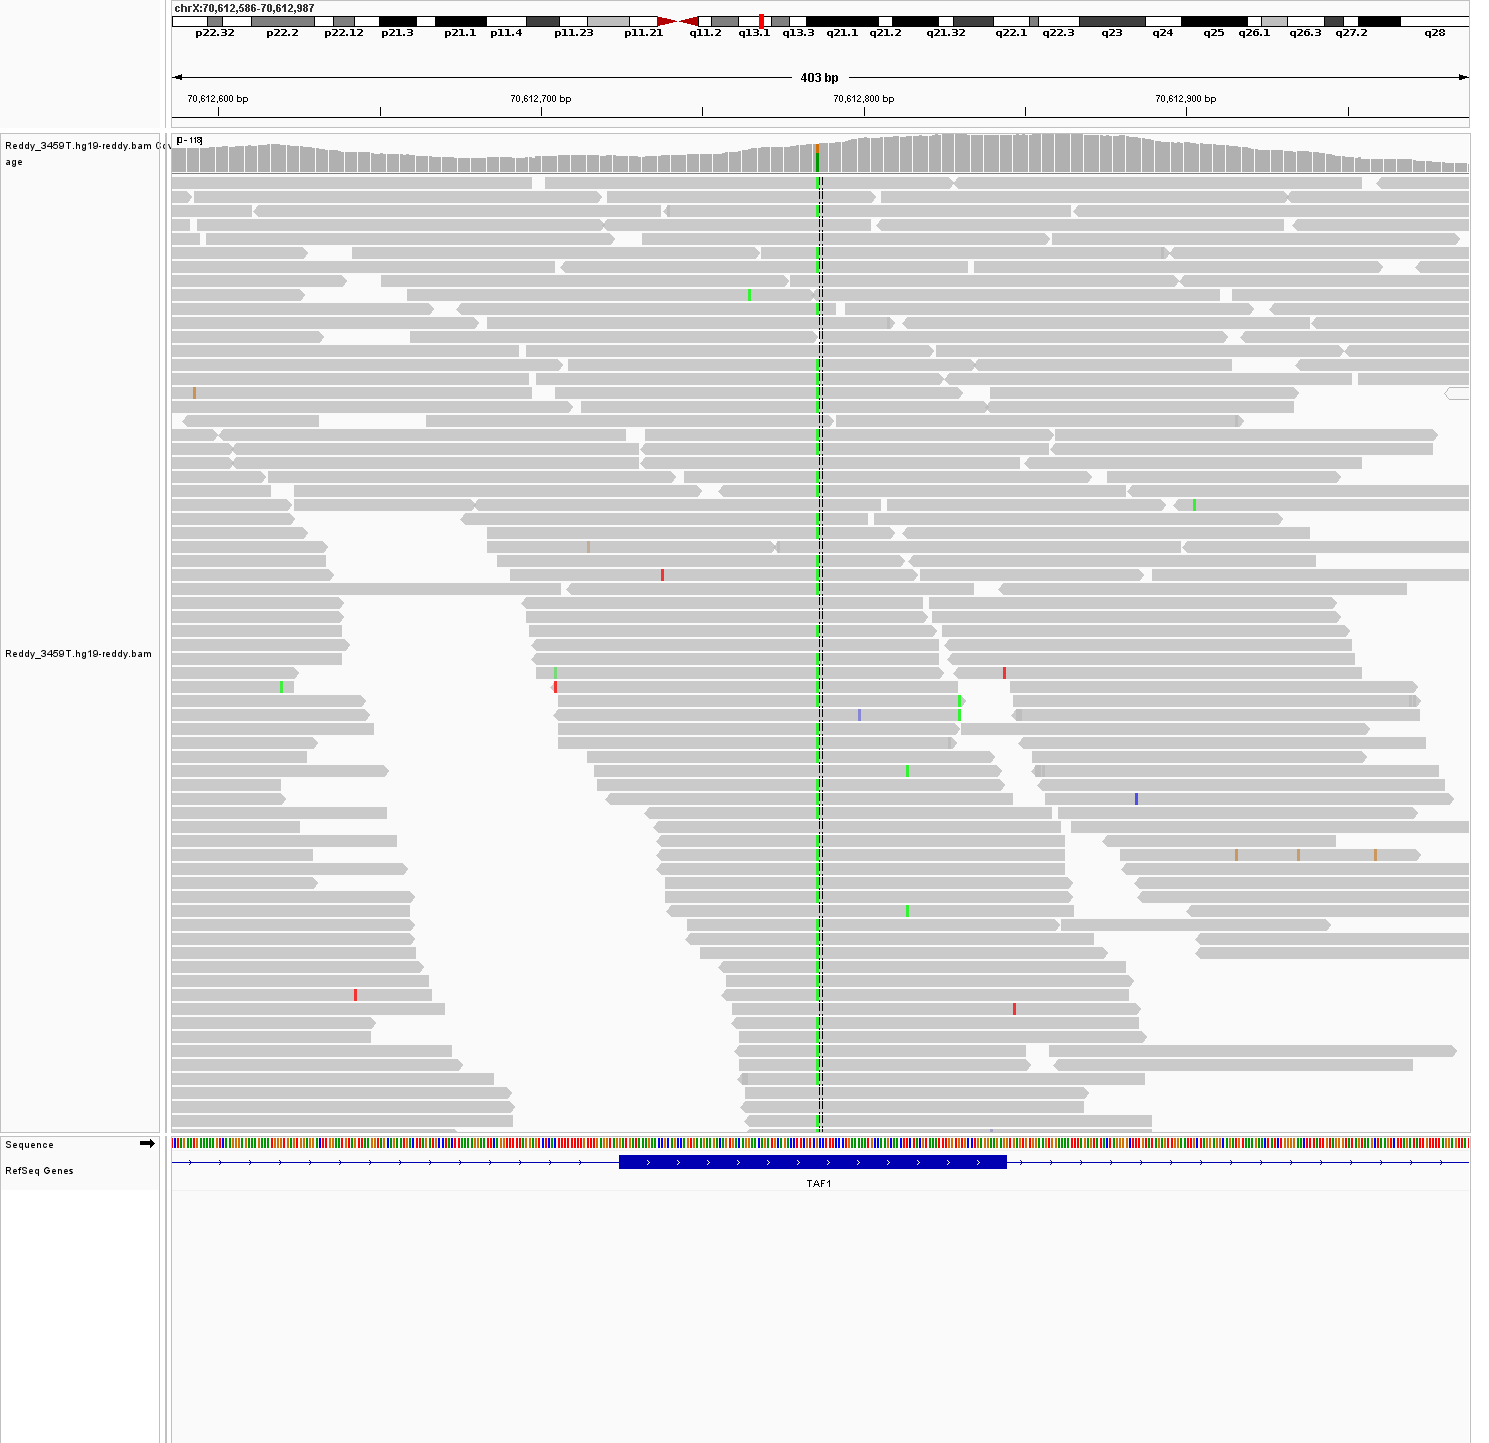 chrX:70,612,586-70,612,987
p22.32 p22.2 p22.12 p21.3 p21.1 p11.4 p11.23 p11.21 q11.2 q13.1 q13.3 q21.1 q21.2 q21.32 q22.1 q22.3 q23 q24 q25 q26.1 q26.3 q27.2 q28
403 bp
70,612,600 bp 70,612,700 bp 70,612,800 bp 70,612,900 bp
[0 - 118]
Reddy_3459T.hg19-reddy.bam Cov
age
Reddy_3459T.hg19-reddy.bam
Sequence
RefSeq Genes
TAF1